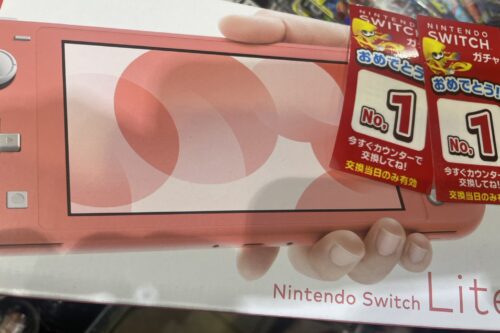 NINTENDO
SWITCH
ガチャ
おめでとう!
No,1
今すぐカウンターで
交換してね!
交換当日のみ有効
NINTENDO
SWITCH
ガチャ
おめでとう!
No,1
今すぐカウンターで
交換してね!
交換当日のみ有効
Nintendo Switch Lite